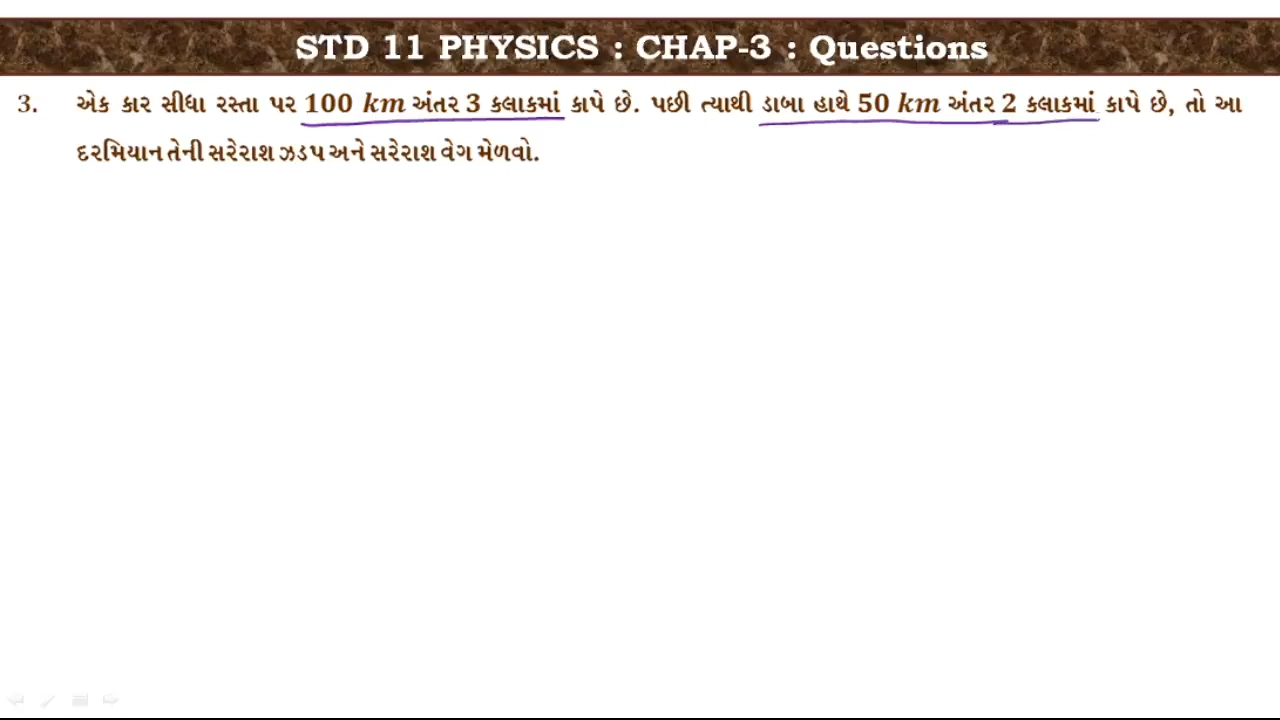 STD 11 PHYSICS : CHAP-3 : Questions
3. એક કાર સીધા રસ્તા પર 100 km અંતર 3 કલાકમાં કાપે છે. પછી ત્યાથી ડાબા હાથે 50 km અંતર 2 કલાકમાં કાપે છે, તો આ
દરમિયાન તેની સરેરાશ ઝડપ અને સરેરાશ વેગ મેળવો.